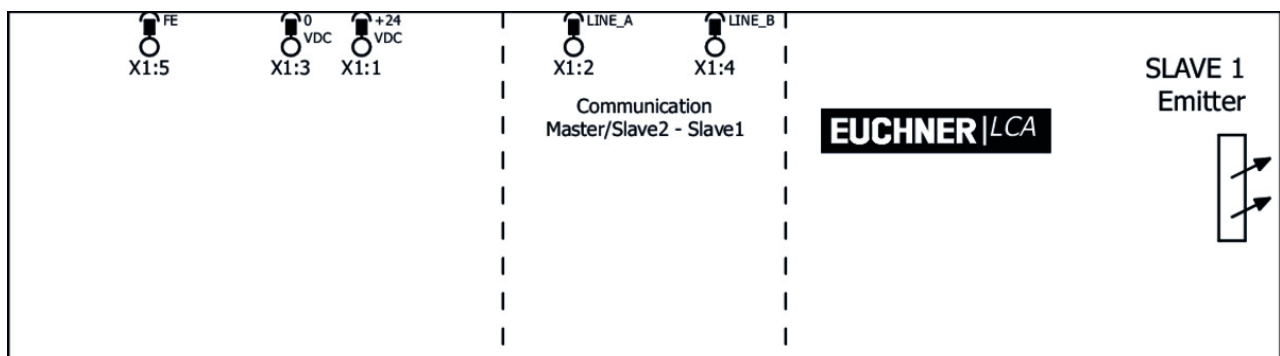 FE
0
VDC
+24
VDC
LINE_A
LINE_B
X1:5
X1:3
X1:1
X1:2
X1:4
Communication
Master/Slave2 - Slave1
EUCHNER|LCA
SLAVE 1
Emitter